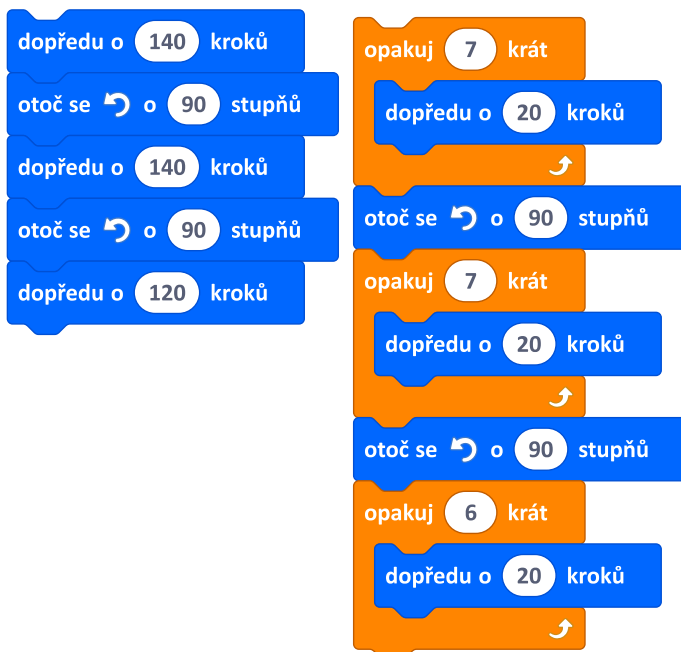 dopředu o 140 kroků
otoč se o 90 stupňů
dopředu o 140 kroků
otoč se o 90 stupňů
dopředu o 120 kroků
opakuj 7 krát
dopředu o 20 kroků
otoč se o 90 stupňů
opakuj 7 krát
dopředu o 20 kroků
otoč se o 90 stupňů
opakuj 6 krát
dopředu o 20 kroků